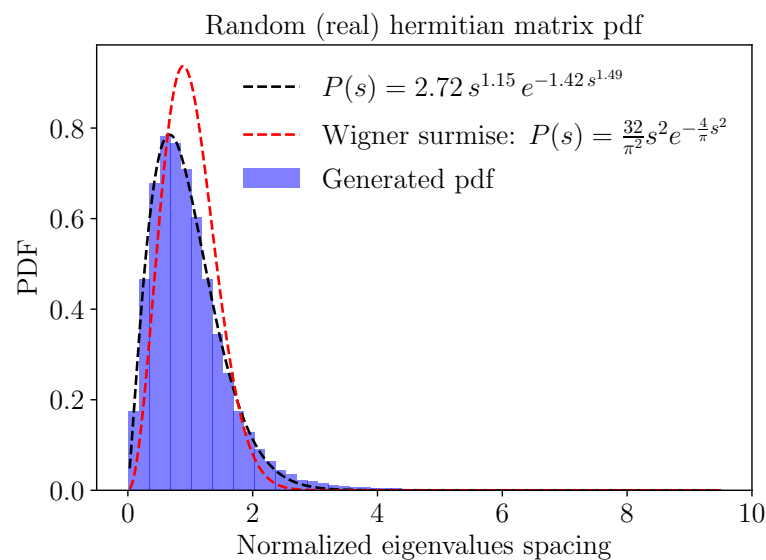 Random (real) hermitian matrix pdf
P(s) = 2.72 s^{1.15} e^{-1.42 s^{1.49}}
Wigner surmise: P(s) = \frac{32}{\pi^2} s^2 e^{-\frac{4}{\pi} s^2}
Generated pdf
PDF
0.8
0.6
0.4
0.2
0.0
0 2 4 6 8 10
Normalized eigenvalues spacing